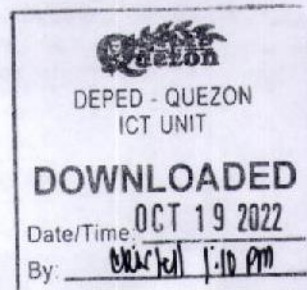 Quezon
DEPED - QUEZON
ICT UNIT
DOWNLOADED
Date/Time: OCT 19 2022
By: 1:10 PM